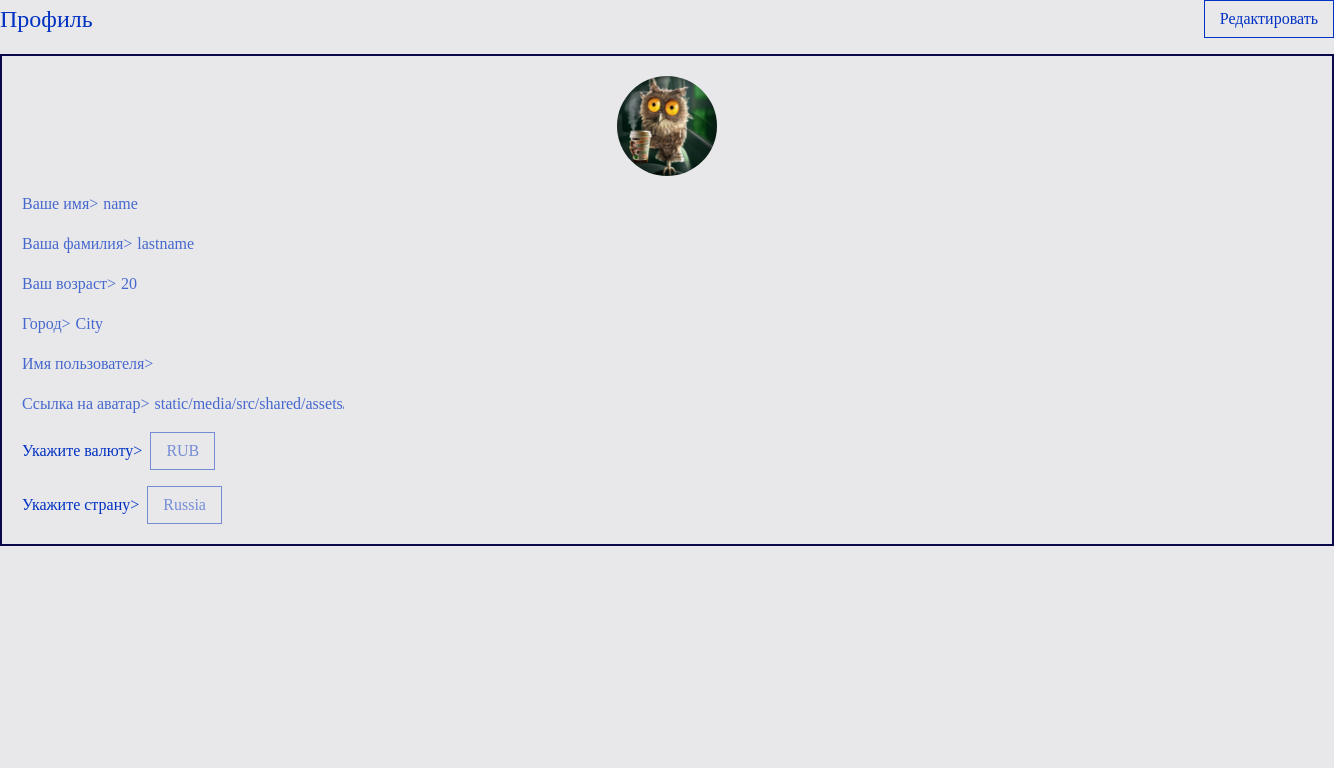 Профиль
Редактировать
Ваше имя> name
Ваша фамилия> lastname
Ваш возраст> 20
Город> City
Имя пользователя>
Ссылка на аватар> static/media/src/shared/assets
Укажите валюту> RUB
Укажите страну> Russia